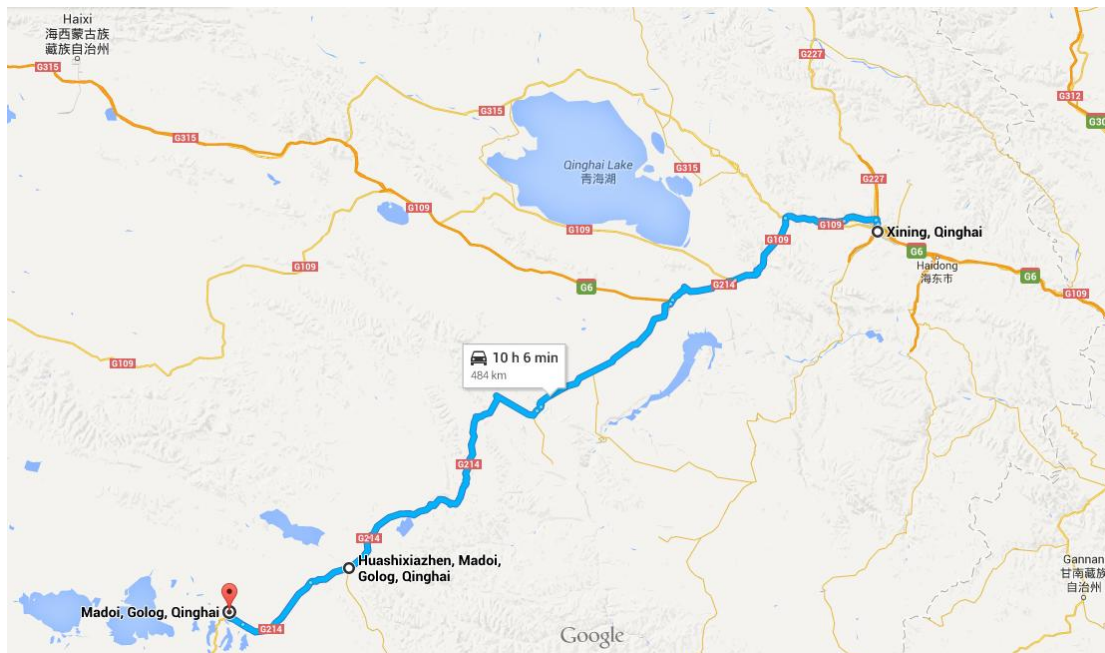 Haixi
海西蒙古族
藏族自治州
G315
G315
G315
G227
G312
G30
Qinghai Lake
青海湖
G315
G227
G109
G109
G109
G109
Xining, Qinghai
G6
Haidong
海东市
G6
G109
G109
G6
G214
10 h 6 min
484 km
G109
G214
G214
Huashixiazhen, Madoi,
Golog, Qinghai
Gannan
甘南藏族
自治州
Madoi, Golog, Qinghai
G214
Google